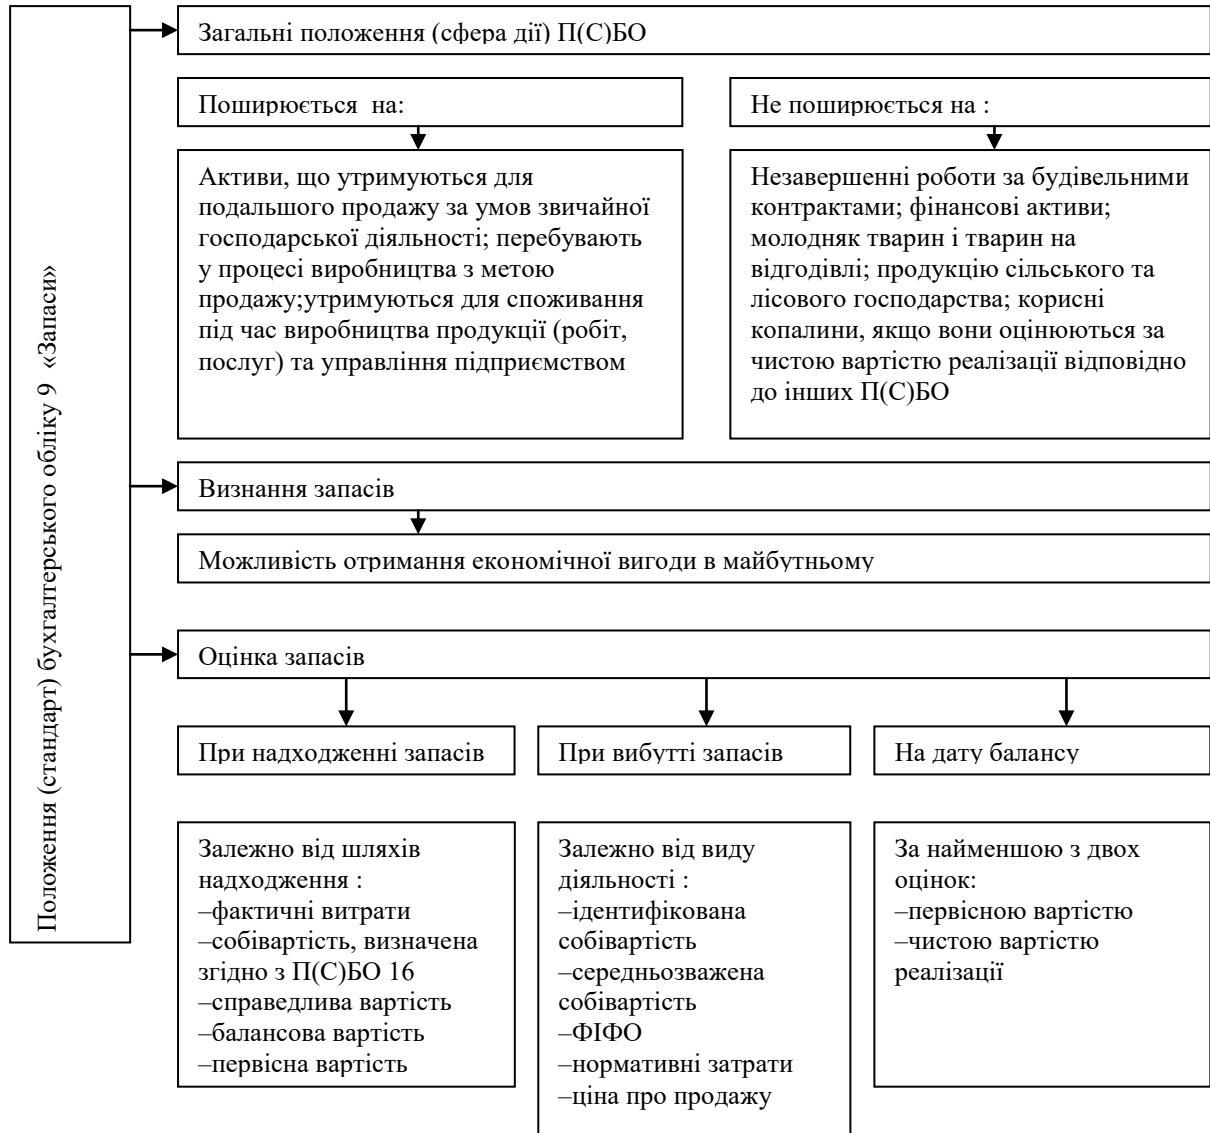 Положення (стандарт) бухгалтерського обліку 9 «Запаси»
Загальні положення (сфера дії) П(С)БО
Поширюється на:
Не поширюється на :
Активи, що утримуються для
подальшого продажу за умов звичайної
господарської діяльності; перебувають
у процесі виробництва з метою
продажу;утримуються для споживання
під час виробництва продукції (робіт,
послуг) та управління підприємством
Незавершенні роботи за будівельними
контрактами; фінансові активи;
молодняк тварин і тварин на
відгодівлі; продукцію сільського та
лісового господарства; корисні
копалини, якщо вони оцінюються за
чистою вартістю реалізації відповідно
до інших П(С)БО
Визнання запасів
Можливість отримання економічної вигоди в майбутньому
Оцінка запасів
При надходженні запасів
При вибутті запасів
На дату балансу
Залежно від шляхів
надходження :
–фактичні витрати
–собівартість, визначена
згідно з П(С)БО 16
–справедлива вартість
–балансова вартість
–первісна вартість
Залежно від виду
діяльності :
–ідентифікована
собівартість
–середньозважена
собівартість
–ФІФО
–нормативні затрати
–ціна про продажу
За найменшою з двох
оцінок:
–первісною вартістю
–чистою вартістю
реалізації